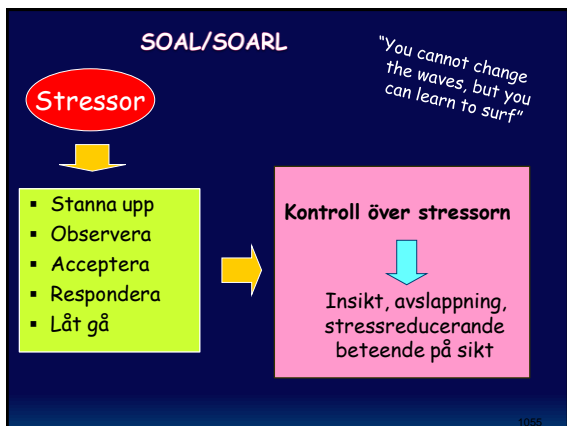 SOAL/SOARL
"You cannot change
the waves, but you
can learn to surf"
Stressor
▪ Stanna upp
▪ Observera
▪ Acceptera
▪ Respondera
▪ Låt gå
Kontroll över stressorn
Insikt, avslappning,
stressreducerande
beteende på sikt
1055